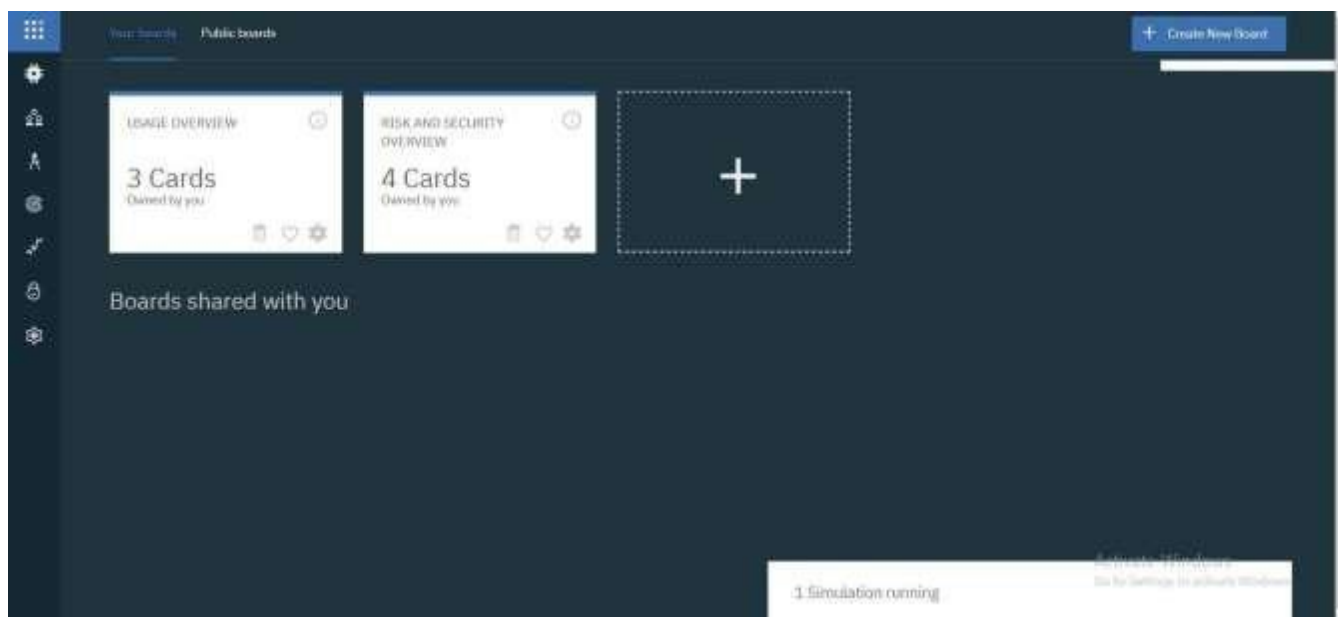 Your boards Public boards
+ Create New Board
USAGE OVERVIEW
3 Cards
Owned by you
RISK AND SECURITY
OVERVIEW
4 Cards
Owned by you
Boards shared with you
1 Simulation running
Activate Windows
Go to Settings to activate Windows